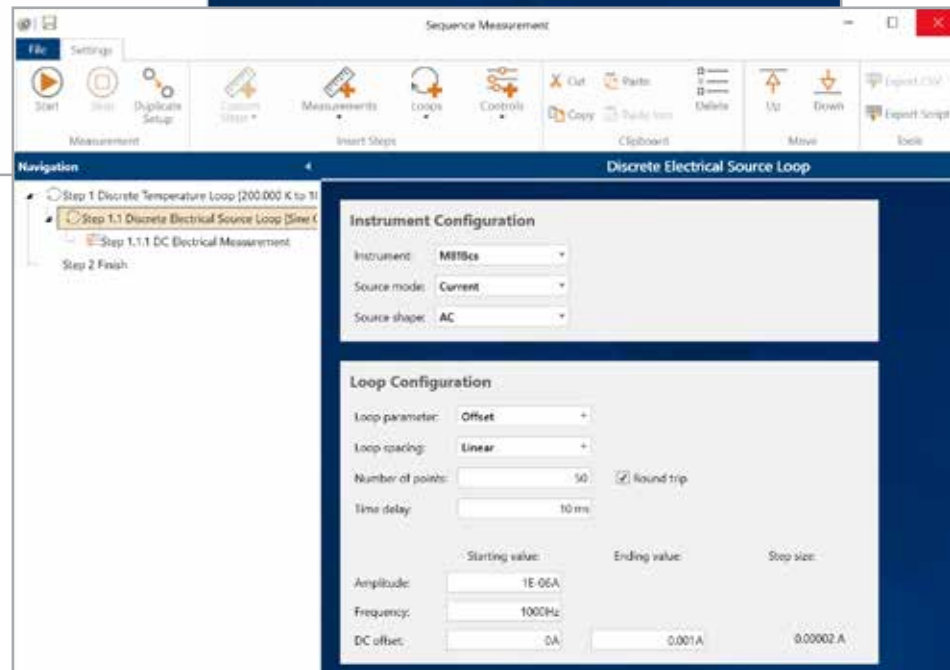 Sequence Measurement
File Settings
Start Stop Duplicate Setup Custom Steps Measurements Loops Controls Cut Paste Copy Delete Up Down Export CSV Export Script
Measurement Insert Steps Clipboard Move Tools
Navigation
Discrete Electrical Source Loop
Step 1 Discrete Temperature Loop [200.000 K to
Step 1.1 Discrete Electrical Source Loop [Sine
Step 1.1.1 DC Electrical Measurement
Step 2 Finish
Instrument Configuration
Instrument: M81Bcs
Source mode: Current
Source shape: AC
Loop Configuration
Loop parameter: Offset
Loop spacing: Linear
Number of points: 50 Round trip
Time delay: 10 ms
Starting value: Ending value: Step size:
Amplitude: 1E-06A
Frequency: 1000Hz
DC offset: 0A 0.001A 0.00002 A